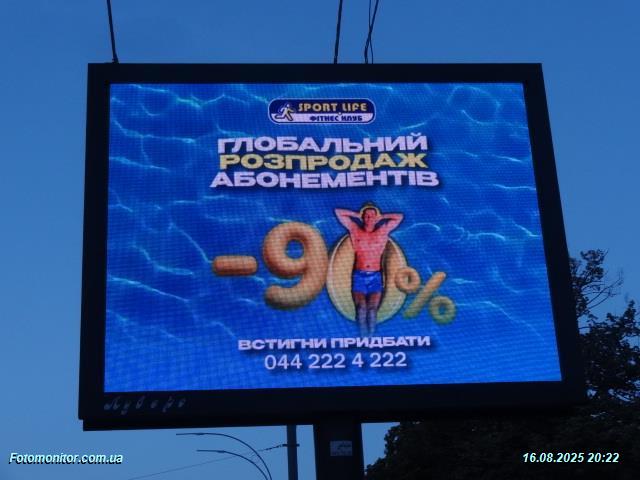 SPORT LIFE
ФІТНЕС КЛУБ
ГЛОБАЛЬНИЙ
РОЗПРОДАЖ
АБОНЕМЕНТІВ
-90%
ВСТИГНИ ПРИДБАТИ
044 222 4 222
Fotomonitor.com.ua
16.08.2025 20:22